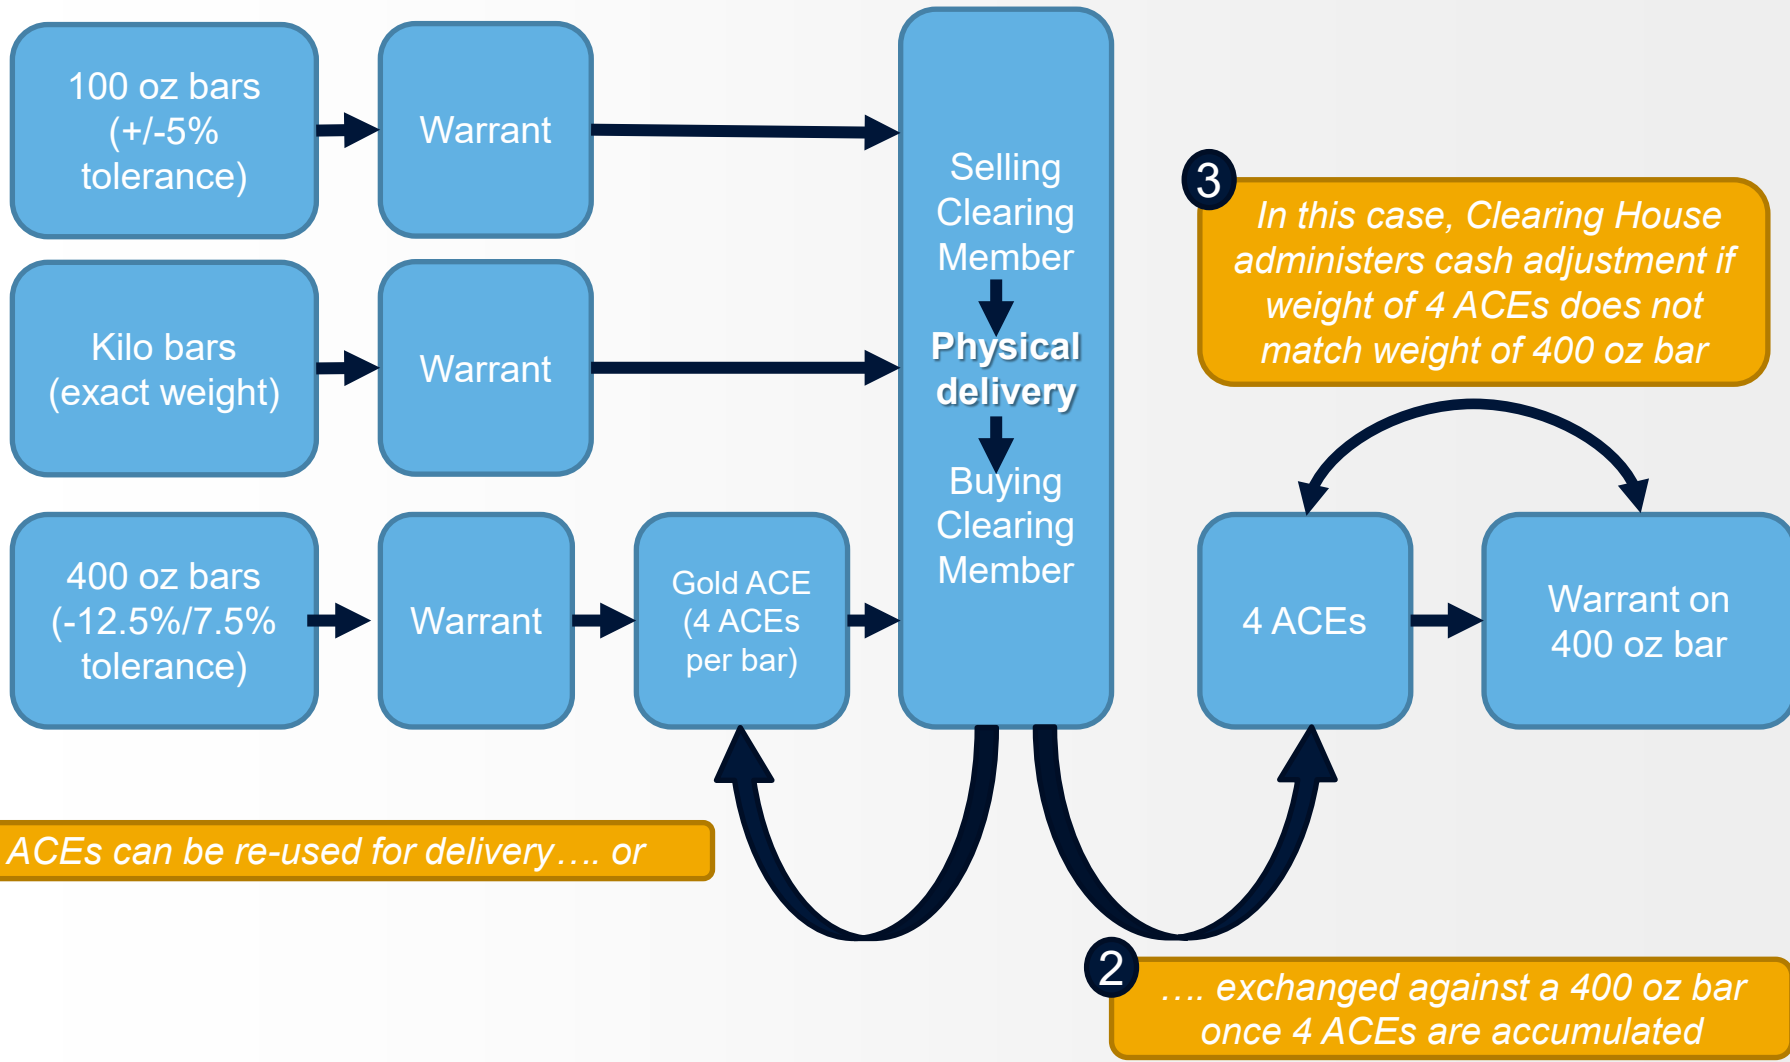 100 oz bars
(+/-5%
tolerance)
Warrant
Kilo bars
(exact weight)
Warrant
400 oz bars
(-12.5%/7.5%
tolerance)
Warrant
Gold ACE
(4 ACEs
per bar)
Selling
Clearing
Member
Physical
delivery
Buying
Clearing
Member
3
In this case, Clearing House
administers cash adjustment if
weight of 4 ACEs does not
match weight of 400 oz bar
4 ACEs
Warrant on
400 oz bar
ACEs can be re-used for delivery…. or
2
…. exchanged against a 400 oz bar
once 4 ACEs are accumulated